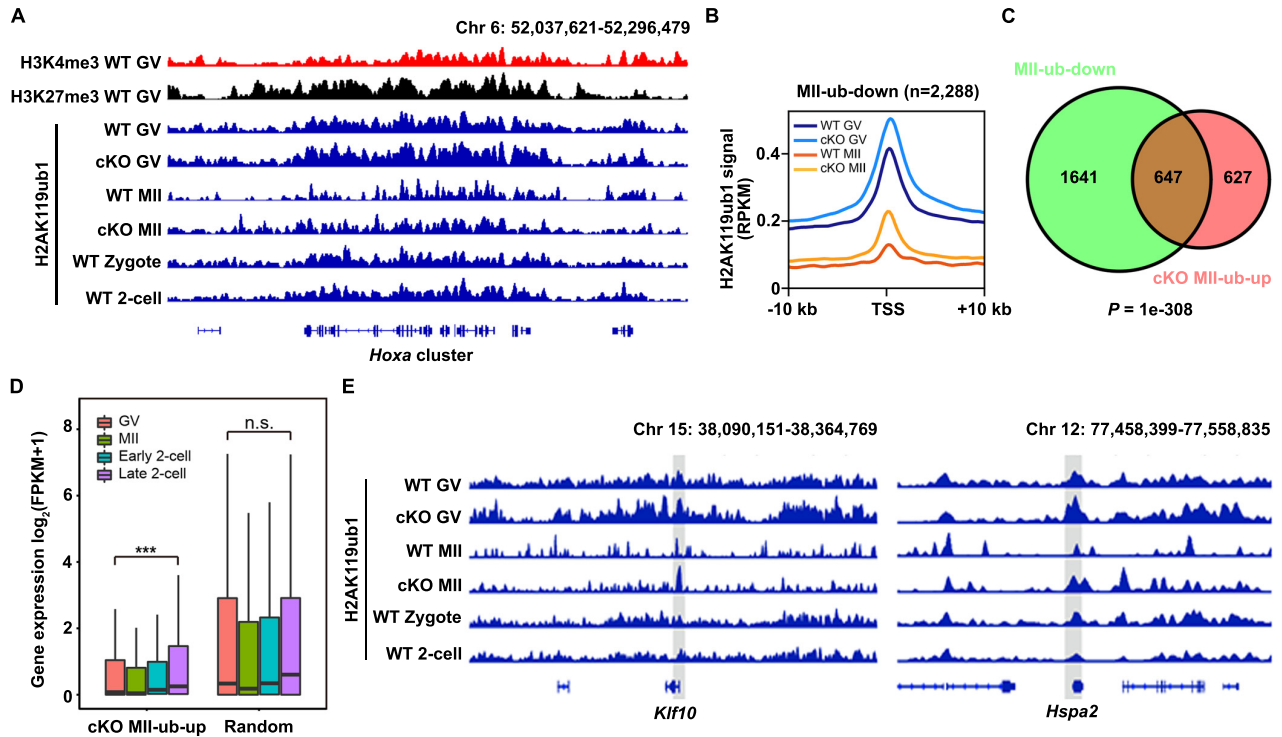 A
Chr 6: 52,037,621-52,296,479
H3K4me3 WT GV
H3K27me3 WT GV
H2AK119ub1
WT GV
cKO GV
WT MII
cKO MII
WT Zygote
WT 2-cell
Hoxa cluster
B
MII-ub-down (n=2,288)
H2AK119ub1 signal
(RPKM)
0.4
0.2
0
WT GV
cKO GV
WT MII
cKO MII
-10 kb
TSS
+10 kb
C
MII-ub-down
1641
647
627
cKO MII-ub-up
P = 1e-308
D
Gene expression log2(FPKM+1)
8
6
4
2
0
GV
MII
Early 2-cell
Late 2-cell
***
n.s.
cKO MII-ub-up
Random
E
Chr 15: 38,090,151-38,364,769
Chr 12: 77,458,399-77,558,835
H2AK119ub1
WT GV
cKO GV
WT MII
cKO MII
WT Zygote
WT 2-cell
Klf10
Hspa2